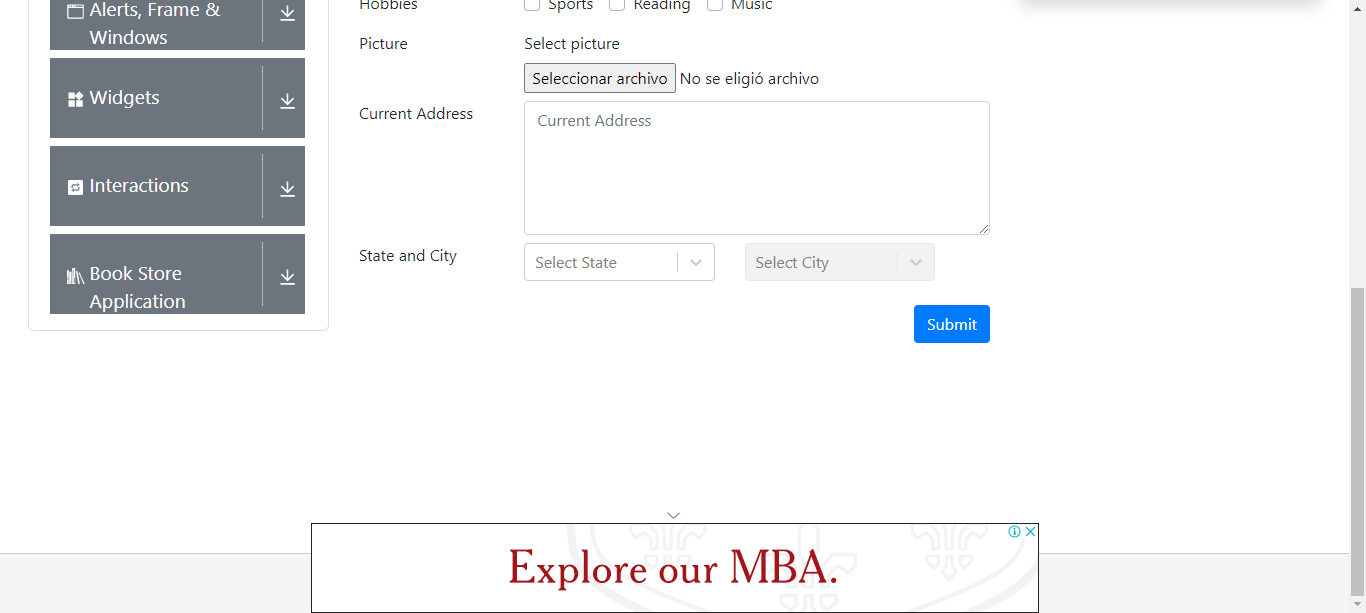 Alerts, Frame &
Windows
Widgets
Interactions
Book Store
Application
Hobbies
Sports Reading Music
Picture
Select picture
Seleccionar archivo No se eligió archivo
Current Address
Current Address
State and City
Select State
Select City
Submit
Explore our MBA.